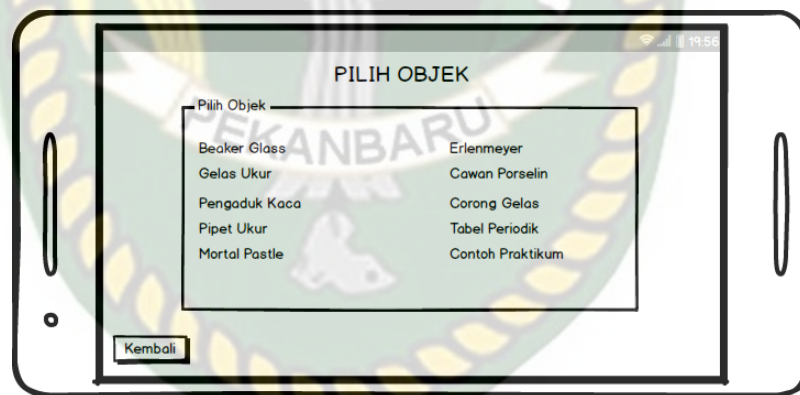 19:56
PILIH OBJEK
Pilih Objek
PEKANBARU
Beaker Glass
Erlenmeyer
Gelas Ukur
Cawan Porselin
Pengaduk Kaca
Corong Gelas
Pipet Ukur
Tabel Periodik
Mortal Pastle
Contoh Praktikum
Kembali